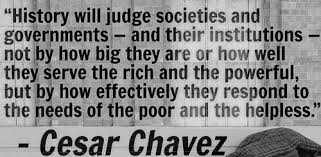 “History will judge societies and
governments — and their institutions —
not by how big they are or how well
they serve the rich and the powerful,
but by how effectively they respond to
the needs of the poor and the helpless.”
- Cesar Chavez